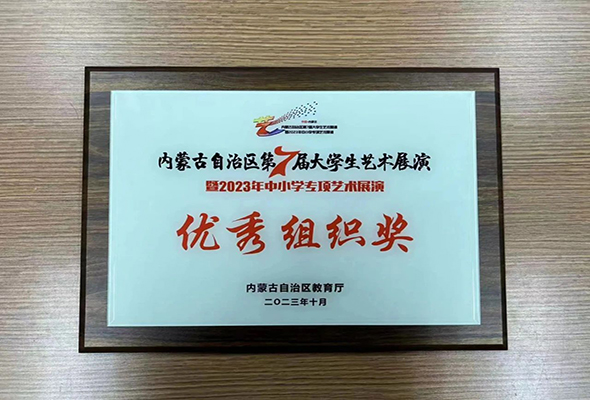 内蒙古自治区第7届大学生艺术展演
暨2023年中小学专项艺术展演
优秀组织奖
内蒙古自治区教育厅
二〇二三年十月